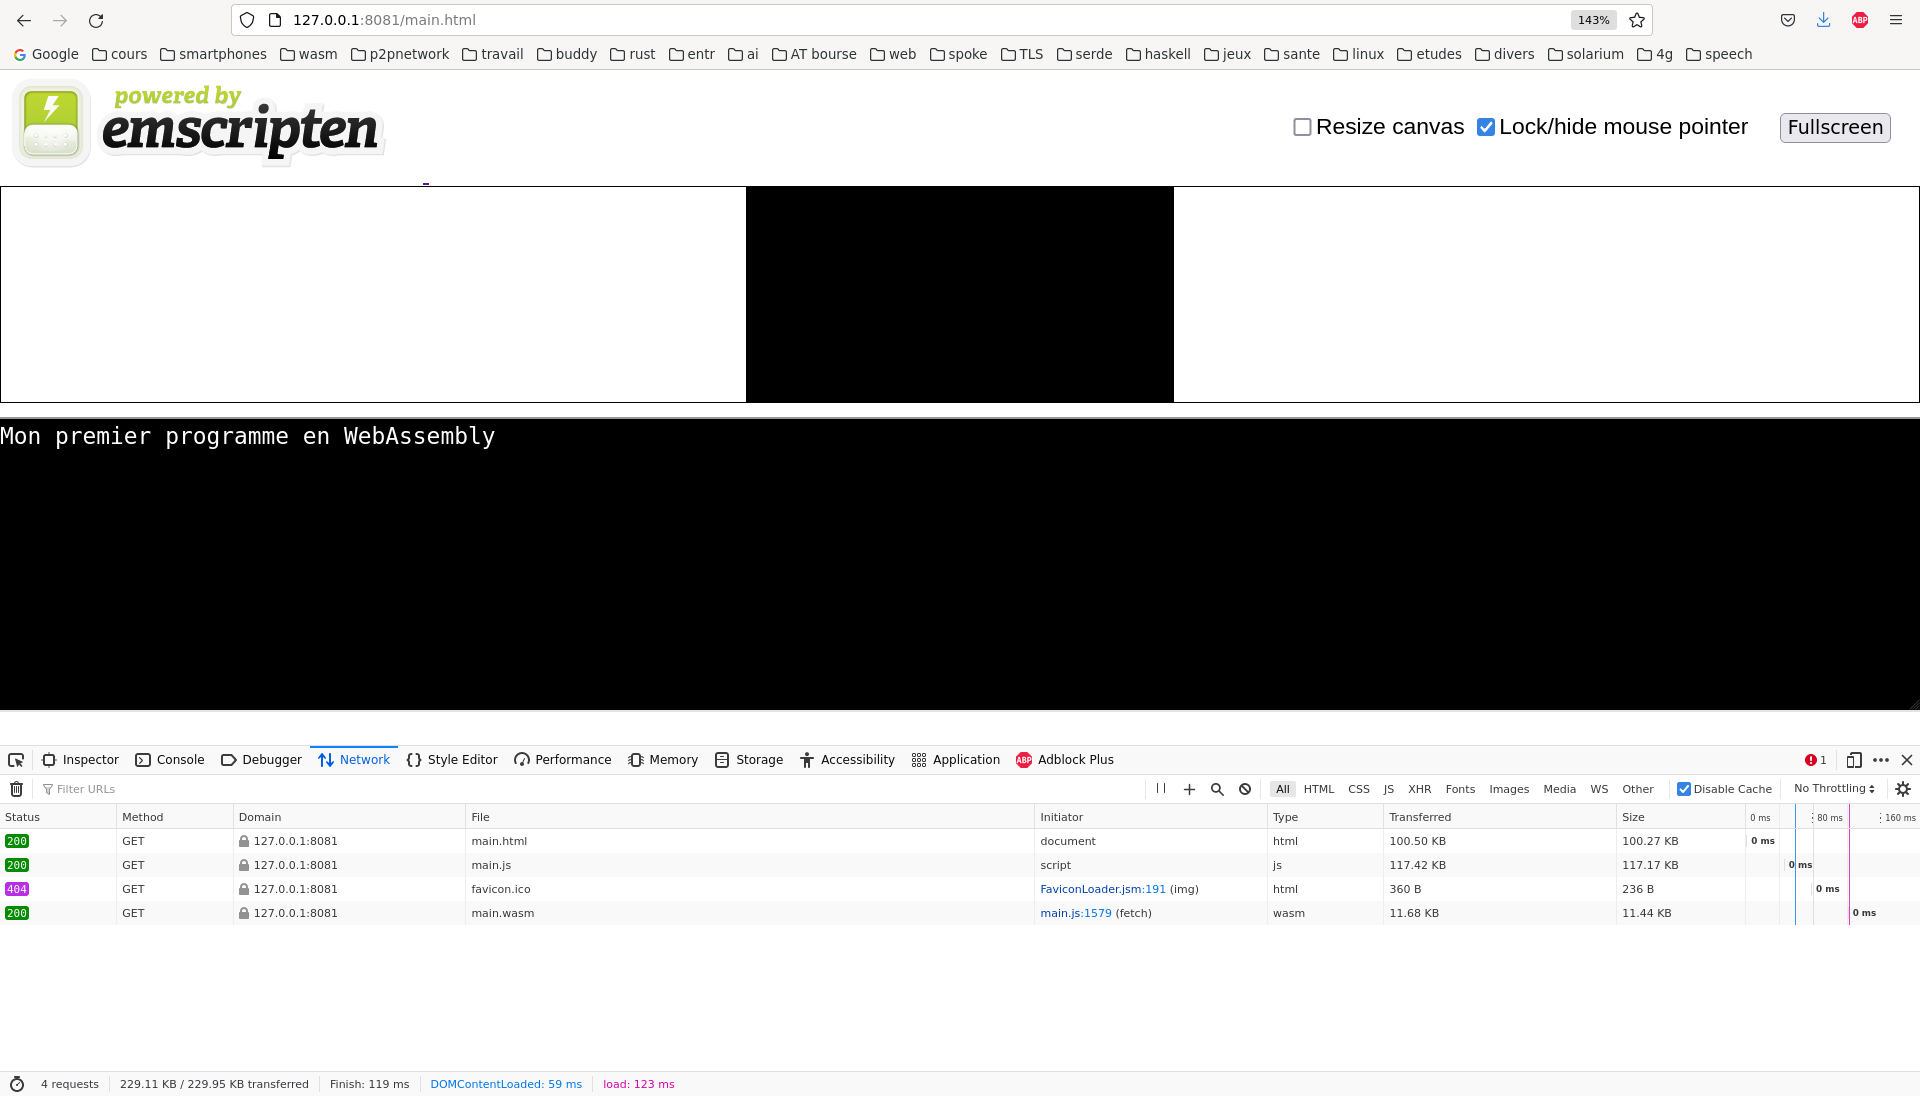 127.0.0.1:8081/main.html 143% ABP
Google cours smartphones wasm p2pnetwork travail buddy rust entr ai AT bourse web spoke TLS serde haskell jeux sante linux etudes divers solarium 4g speech
powered by
emscripten
Resize canvas Lock/hide mouse pointer Fullscreen
Mon premier programme en WebAssembly
Inspector Console Debugger Network Style Editor Performance Memory Storage Accessibility Application ABP Adblock Plus 1
Filter URLs All HTML CSS JS XHR Fonts Images Media WS Other Disable Cache No Throttling
Status Method Domain File Initiator Type Transferred Size 0 ms 80 ms 160 ms
200 GET 127.0.0.1:8081 main.html document html 100.50 KB 100.27 KB 0 ms
200 GET 127.0.0.1:8081 main.js script js 117.42 KB 117.17 KB 0 ms
404 GET 127.0.0.1:8081 favicon.ico FaviconLoader.jsm:191 (img) html 360 B 236 B 0 ms
200 GET 127.0.0.1:8081 main.wasm main.js:1579 (fetch) wasm 11.68 KB 11.44 KB 0 ms
4 requests 229.11 KB / 229.95 KB transferred Finish: 119 ms DOMContentLoaded: 59 ms load: 123 ms